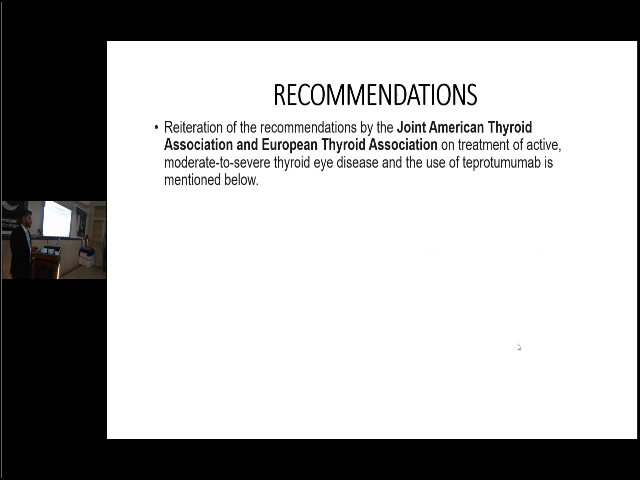 RECOMMENDATIONS
• Reiteration of the recommendations by the Joint American Thyroid
Association and European Thyroid Association on treatment of active,
moderate-to-severe thyroid eye disease and the use of teprotumumab is
mentioned below.